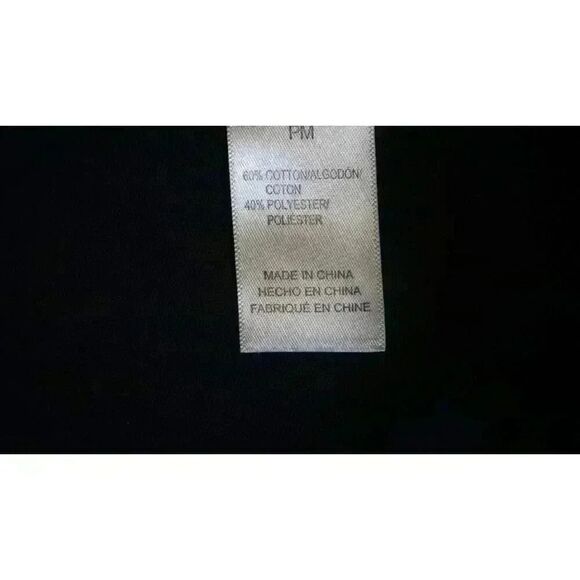 PM
60% COTTON/ALGODÓN/
COTON
40% POLYESTER/
POLIÉSTER
MADE IN CHINA
HECHO EN CHINA
FABRIQUÉ EN CHINE